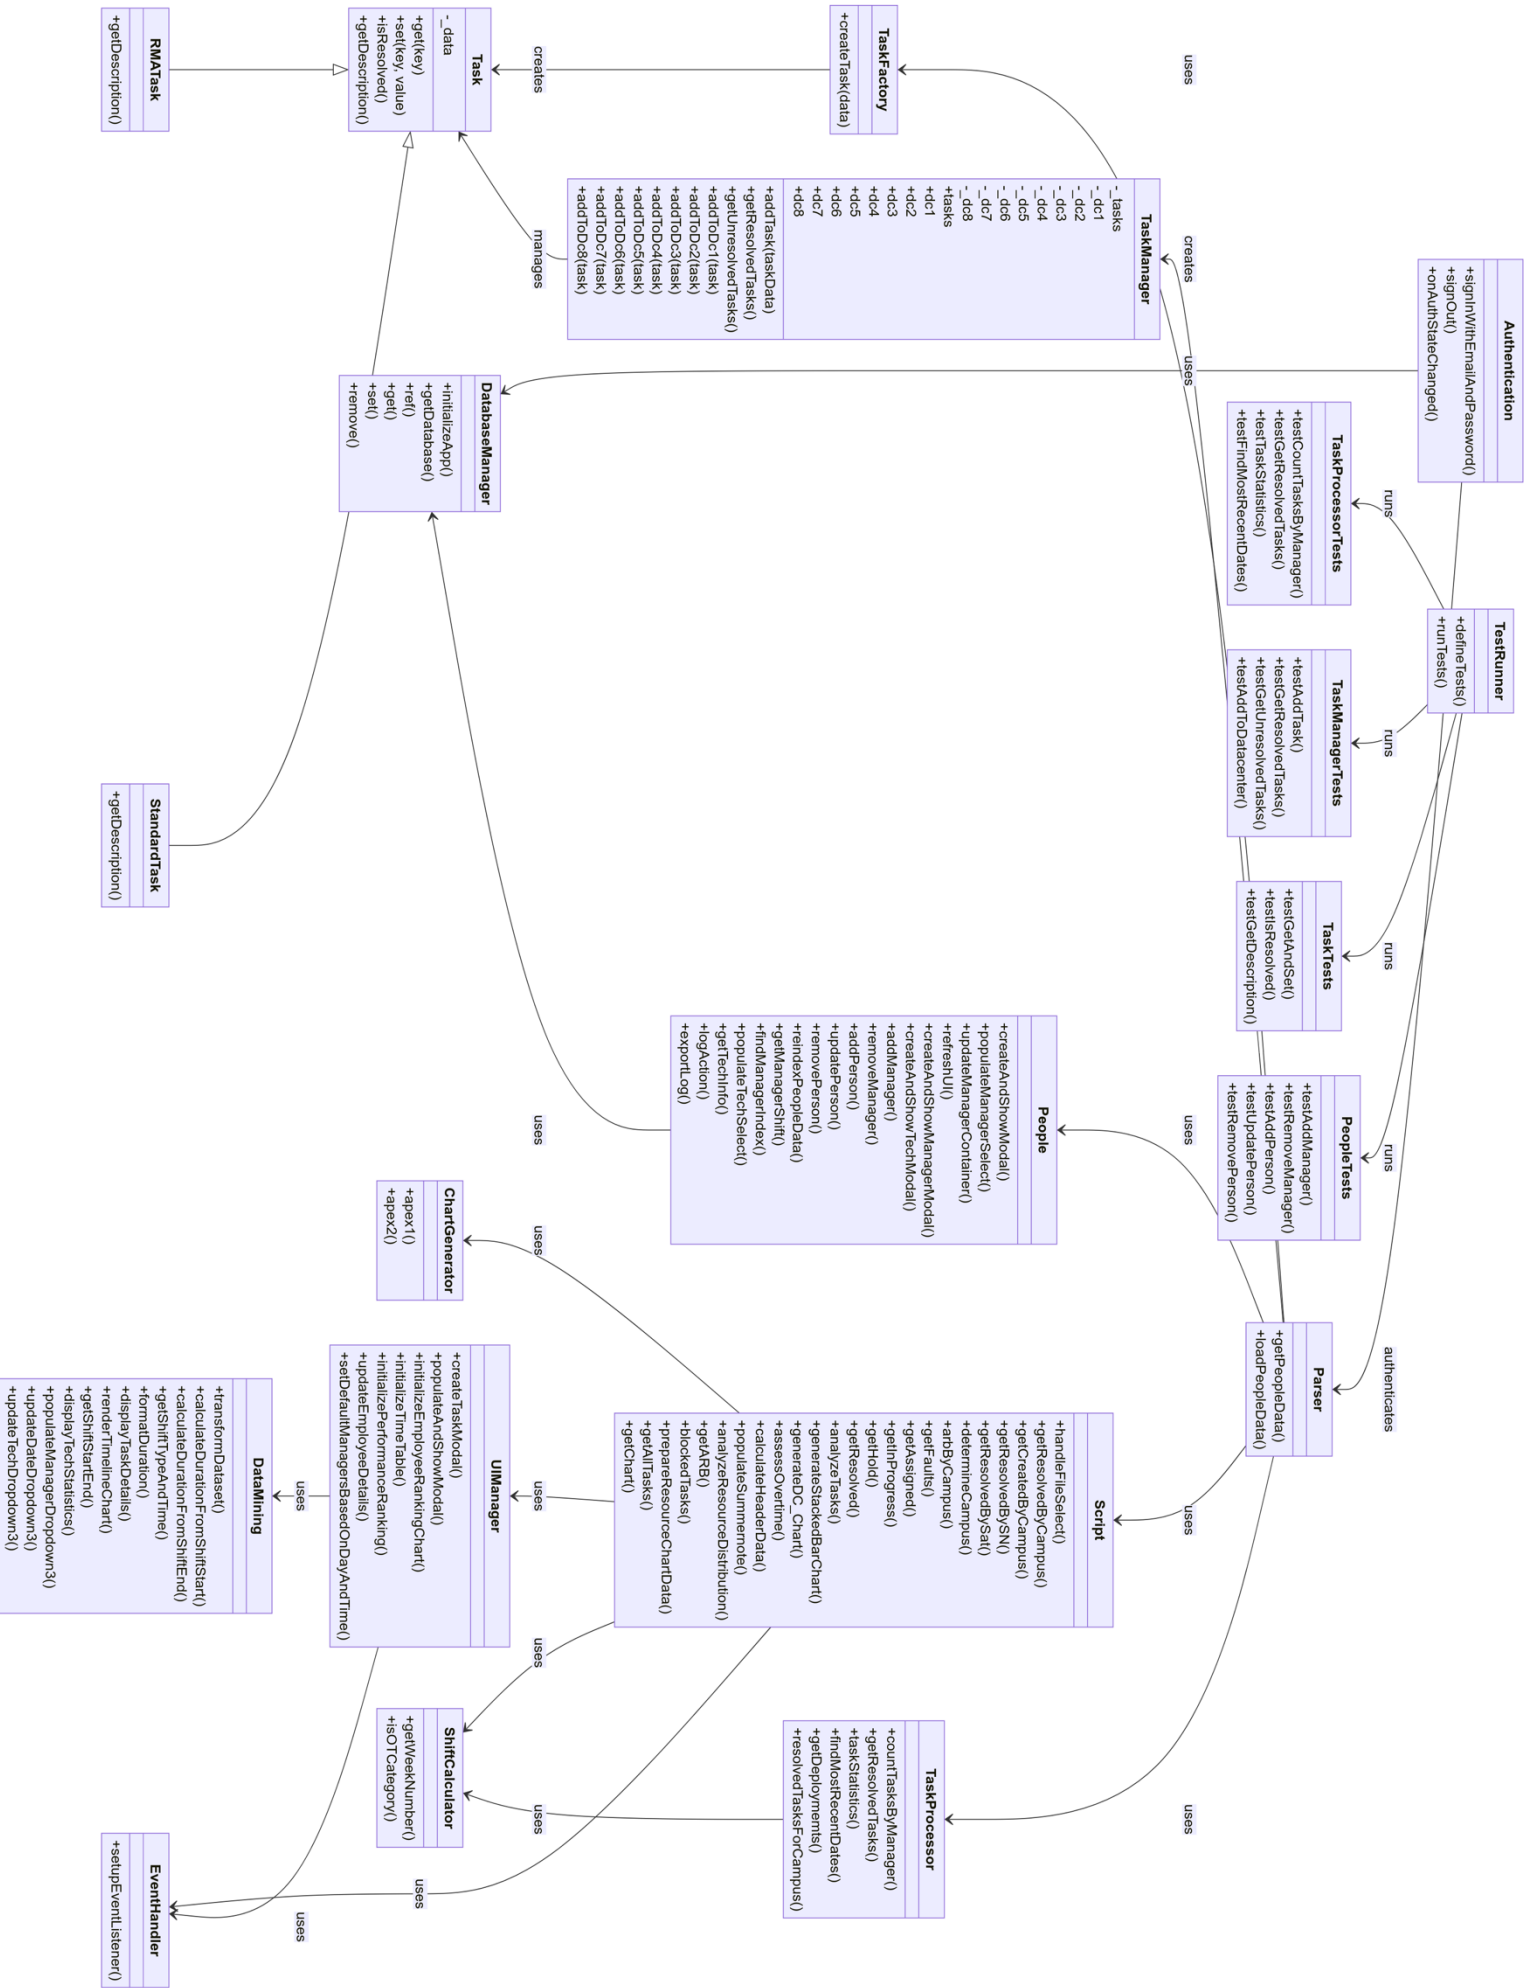 Authentication
+signInWithEmailAndPassword()
+signOut()
+onAuthStateChanged()
TestRunner
+defineTests()
+runTests()
runs
runs
runs
runs
authenticates
TaskProcessorTests
+testCountTasksByManager()
+testGetResolvedTasks()
+testTaskStatistics()
+testFindMostRecentDates()
TaskManagerTests
+testAddTask()
+testGetResolvedTasks()
+testGetUnresolvedTasks()
+testAddToDatacenter()
TaskTests
+testGetAndSet()
+testIsResolved()
+testGetDescription()
PeopleTests
+testAddManager()
+testRemoveManager()
+testAddPerson()
+testUpdatePerson()
+testRemovePerson()
Parser
+getPeopleData()
+loadPeopleData()
uses
creates
uses
uses
uses
uses
TaskManager
-_tasks
-_dc1
-_dc2
-_dc3
-_dc4
-_dc5
-_dc6
-_dc7
-_dc8
+tasks
+dc1
+dc2
+dc3
+dc4
+dc5
+dc6
+dc7
+dc8
+addTask(taskData)
+getResolvedTasks()
+getUnresolvedTasks()
+addToDc1(task)
+addToDc2(task)
+addToDc3(task)
+addToDc4(task)
+addToDc5(task)
+addToDc6(task)
+addToDc7(task)
+addToDc8(task)
People
+createAndShowModal()
+populateManagerSelect()
+updateManagerContainer()
+refreshUI()
+createAndShowManagerModal()
+createAndShowTechModal()
+addManager()
+removeManager()
+addPerson()
+updatePerson()
+removePerson()
+reindexPeopleData()
+getManagerShift()
+findManagerIndex()
+populateTechSelect()
+getTechInfo()
+logAction()
+exportLog()
Script
+handleFileSelect()
+getResolvedByCampus()
+getCreatedByCampus()
+getResolvedBySN()
+getResolvedBySat()
+determineCampus()
+arbByCampus()
+getFaults()
+getAssigned()
+getInProgress()
+getHold()
+getResolved()
+analyzeTasks()
+generateStackedBarChart()
+generateDC_Chart()
+assessOvertime()
+calculateHeaderData()
+populateSummernote()
+analyzeResourceDistribution()
+getARB()
+blockedTasks()
+prepareResourceChartData()
+getAllTasks()
+getChart()
TaskFactory
+createTask(data)
TaskProcessor
+countTasksByManager()
+getResolvedTasks()
+taskStatistics()
+findMostRecentDates()
+getDeploymemts()
+resolvedTasksForCampus()
creates
manages
uses
uses
uses
uses
uses
Task
-_data
+get(key)
+set(key, value)
+isResolved()
+getDescription()
DatabaseManager
+initializeApp()
+getDatabase()
+ref()
+get()
+set()
+remove()
ChartGenerator
+apex1()
+apex2()
UIManager
+createTaskModal()
+populateAndShowModal()
+initializeEmployeeRankingChart()
+initializeTimeTable()
+initializePerformanceRanking()
+updateEmployeeDetails()
+setDefaultManagersBasedOnDayAndTime()
ShiftCalculator
+getWeekNumber()
+isOTCategory()
uses
uses
uses
RMATask
+getDescription()
StandardTask
+getDescription()
DataMining
+transformDataset()
+calculateDurationFromShiftStart()
+calculateDurationFromShiftEnd()
+getShiftTypeAndTime()
+formatDuration()
+displayTaskDetails()
+renderTimelineChart()
+getShiftStartEnd()
+displayTechStatistics()
+populateManagerDropdown3()
+updateDateDropdown3()
+updateTechDropdown3()
EventHandler
+setupEventListener()